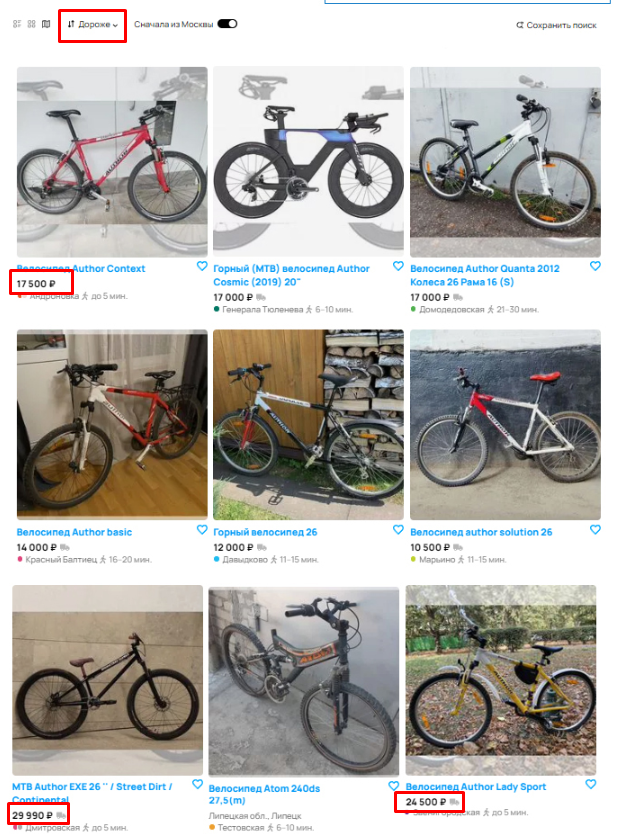 Дороже
Сначала из Москвы
Сохранить поиск
Велосипед Author Context
17 500 ₽
Андроновка до 5 мин.
Горный (MTB) велосипед Author
Cosmic (2019) 20"
17 000 ₽
Генерала Тюленева 6–10 мин.
Велосипед Author Quanta 2012
Колеса 26 Рама 16 (S)
17 000 ₽
Домодедовская 21–30 мин.
Велосипед Author basic
14 000 ₽
Красный Балтиец 16–20 мин.
Горный велосипед 26
12 000 ₽
Давыдково 11–15 мин.
Велосипед author solution 26
10 500 ₽
Марьино 11–15 мин.
MTB Author EXE 26 '' / Street Dirt /
Continental
29 990 ₽
Дмитровская до 5 мин.
Велосипед Atom 240ds
27,5(m)
Липецкая обл., Липецк
Тестовская 6–10 мин.
Велосипед Author Lady Sport
24 500 ₽
Звенигородская до 5 мин.